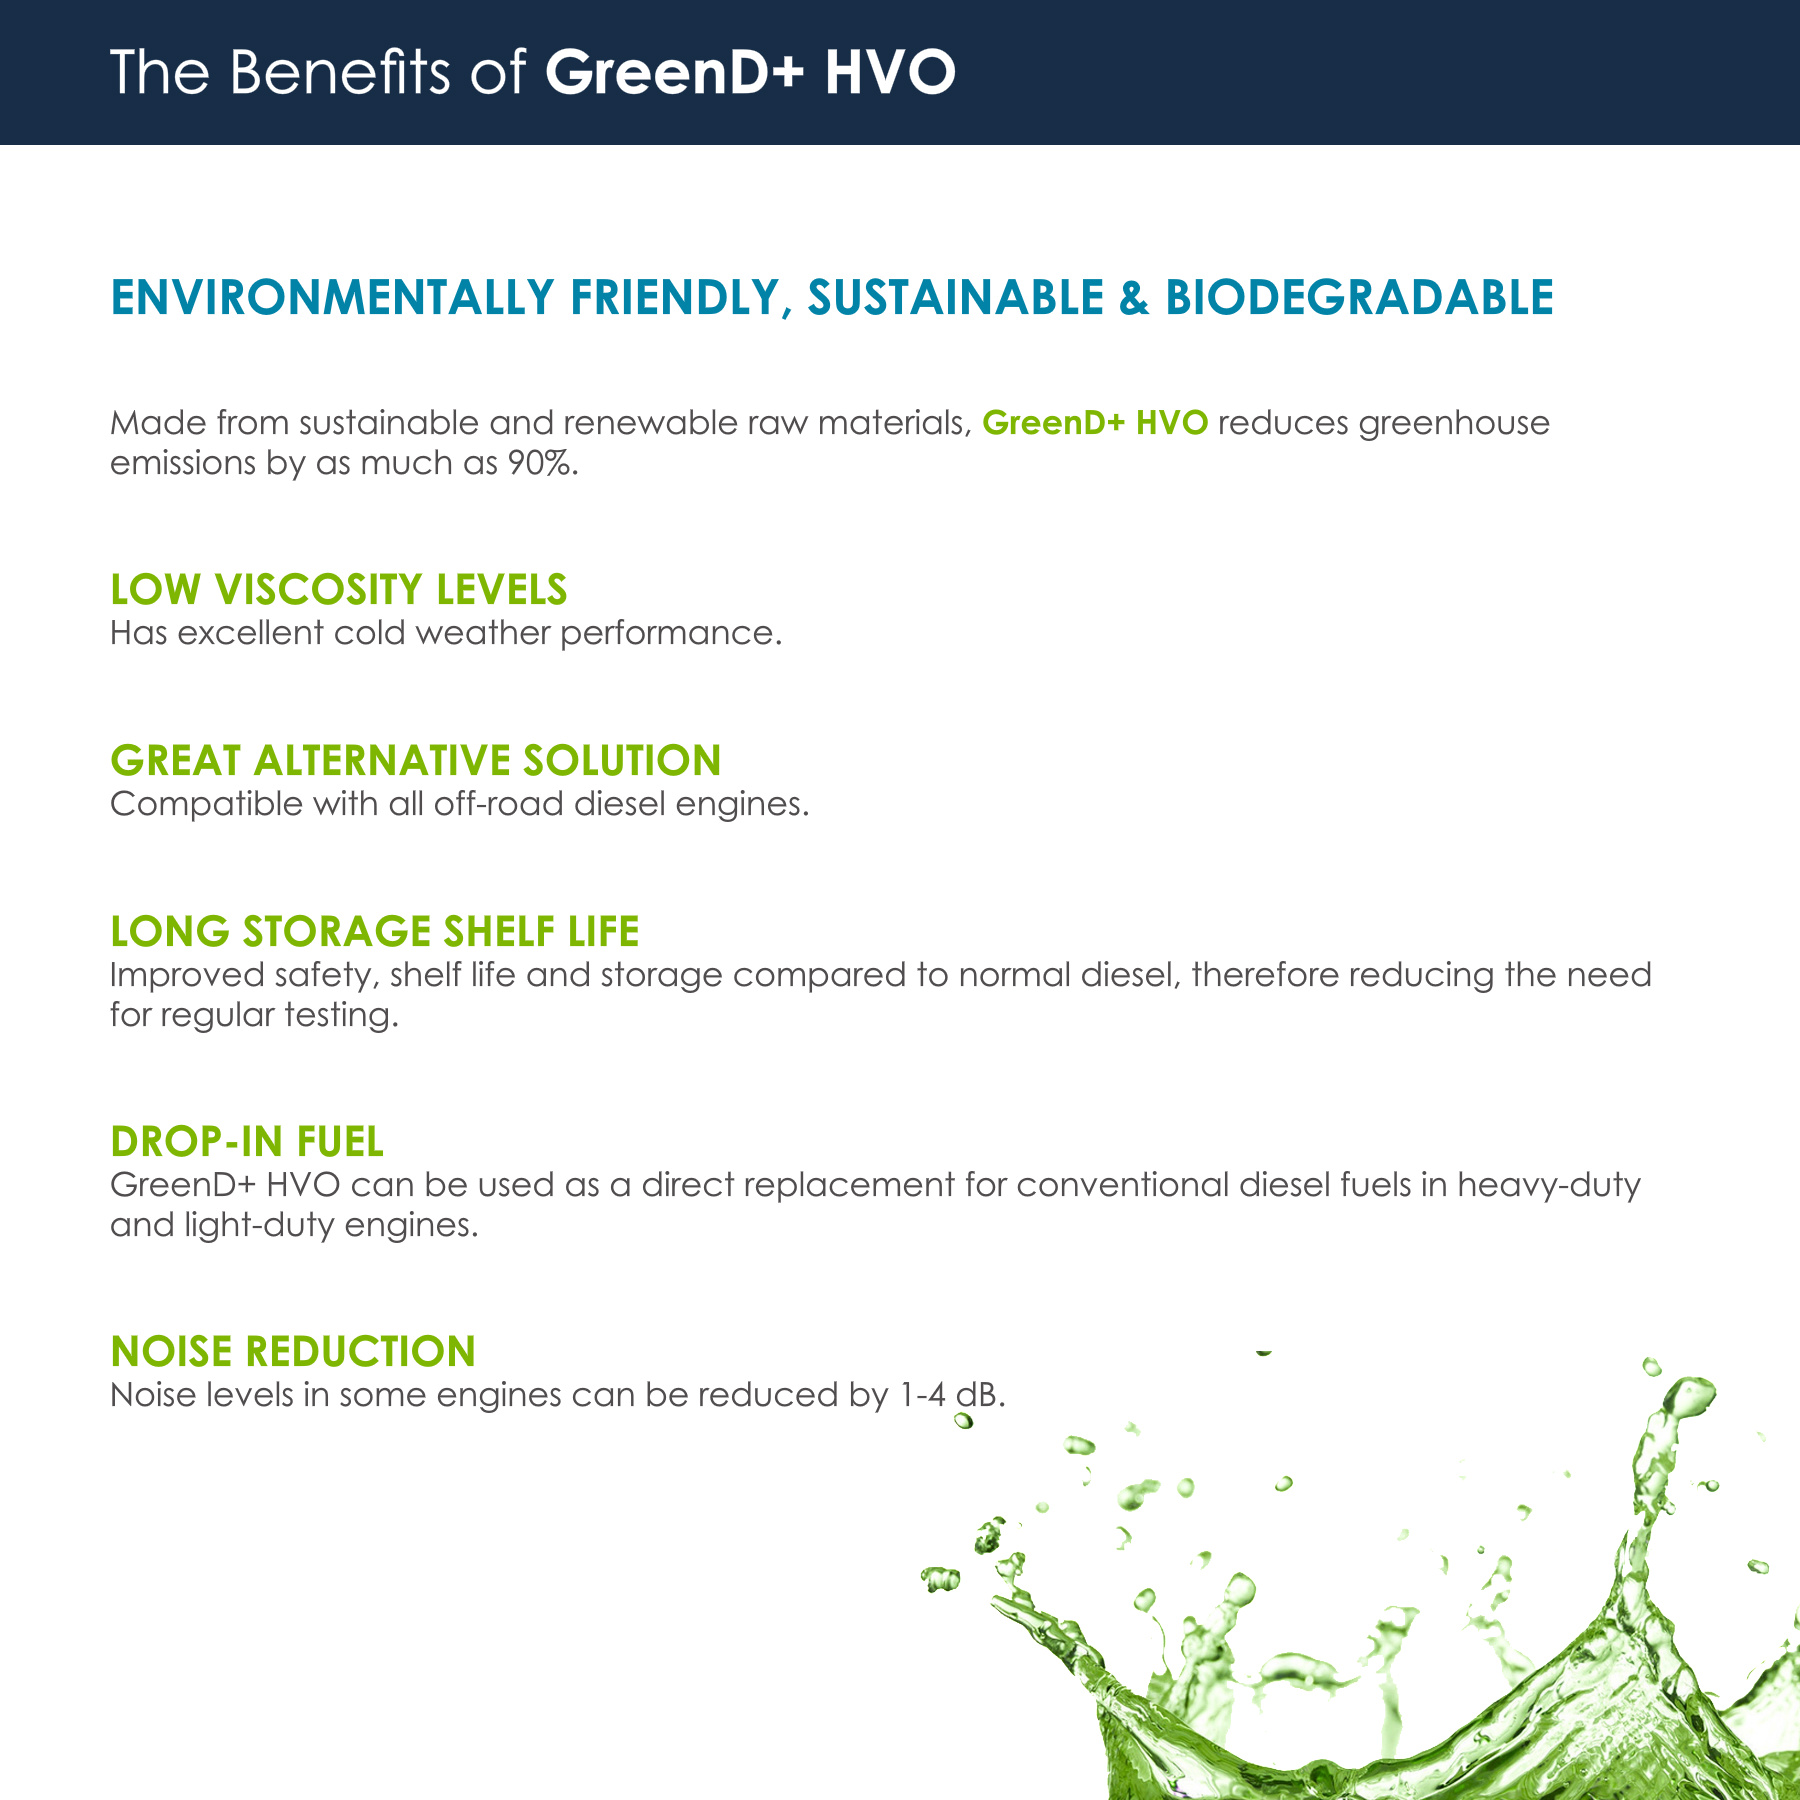 The Benefits of GreenD+ HVO
ENVIRONMENTALLY FRIENDLY, SUSTAINABLE & BIODEGRADABLE
Made from sustainable and renewable raw materials, GreenD+ HVO reduces greenhouse
emissions by as much as 90%.
LOW VISCOSITY LEVELS
Has excellent cold weather performance.
GREAT ALTERNATIVE SOLUTION
Compatible with all off-road diesel engines.
LONG STORAGE SHELF LIFE
Improved safety, shelf life and storage compared to normal diesel, therefore reducing the need
for regular testing.
DROP-IN FUEL
GreenD+ HVO can be used as a direct replacement for conventional diesel fuels in heavy-duty
and light-duty engines.
NOISE REDUCTION
Noise levels in some engines can be reduced by 1-4 dB.